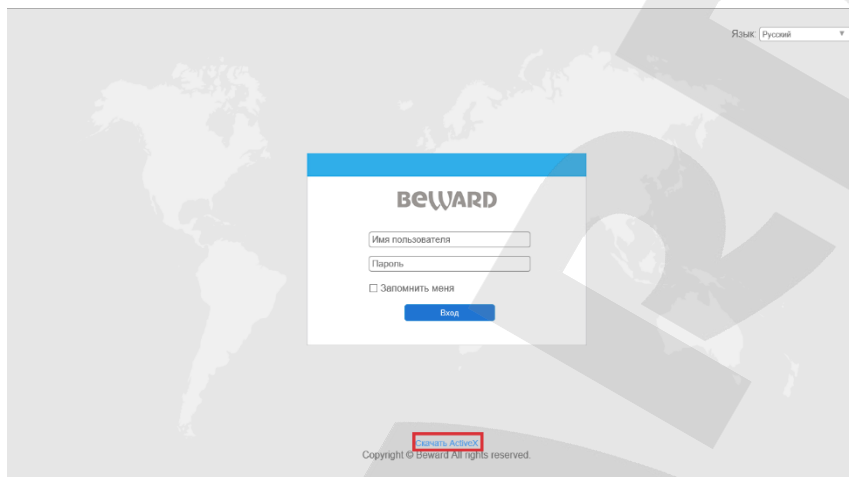 Язык: Русский
BEWARD
Имя пользователя
Пароль
Запомнить меня
Вход
Скачать ActiveX
Copyright © Beward All rights reserved.